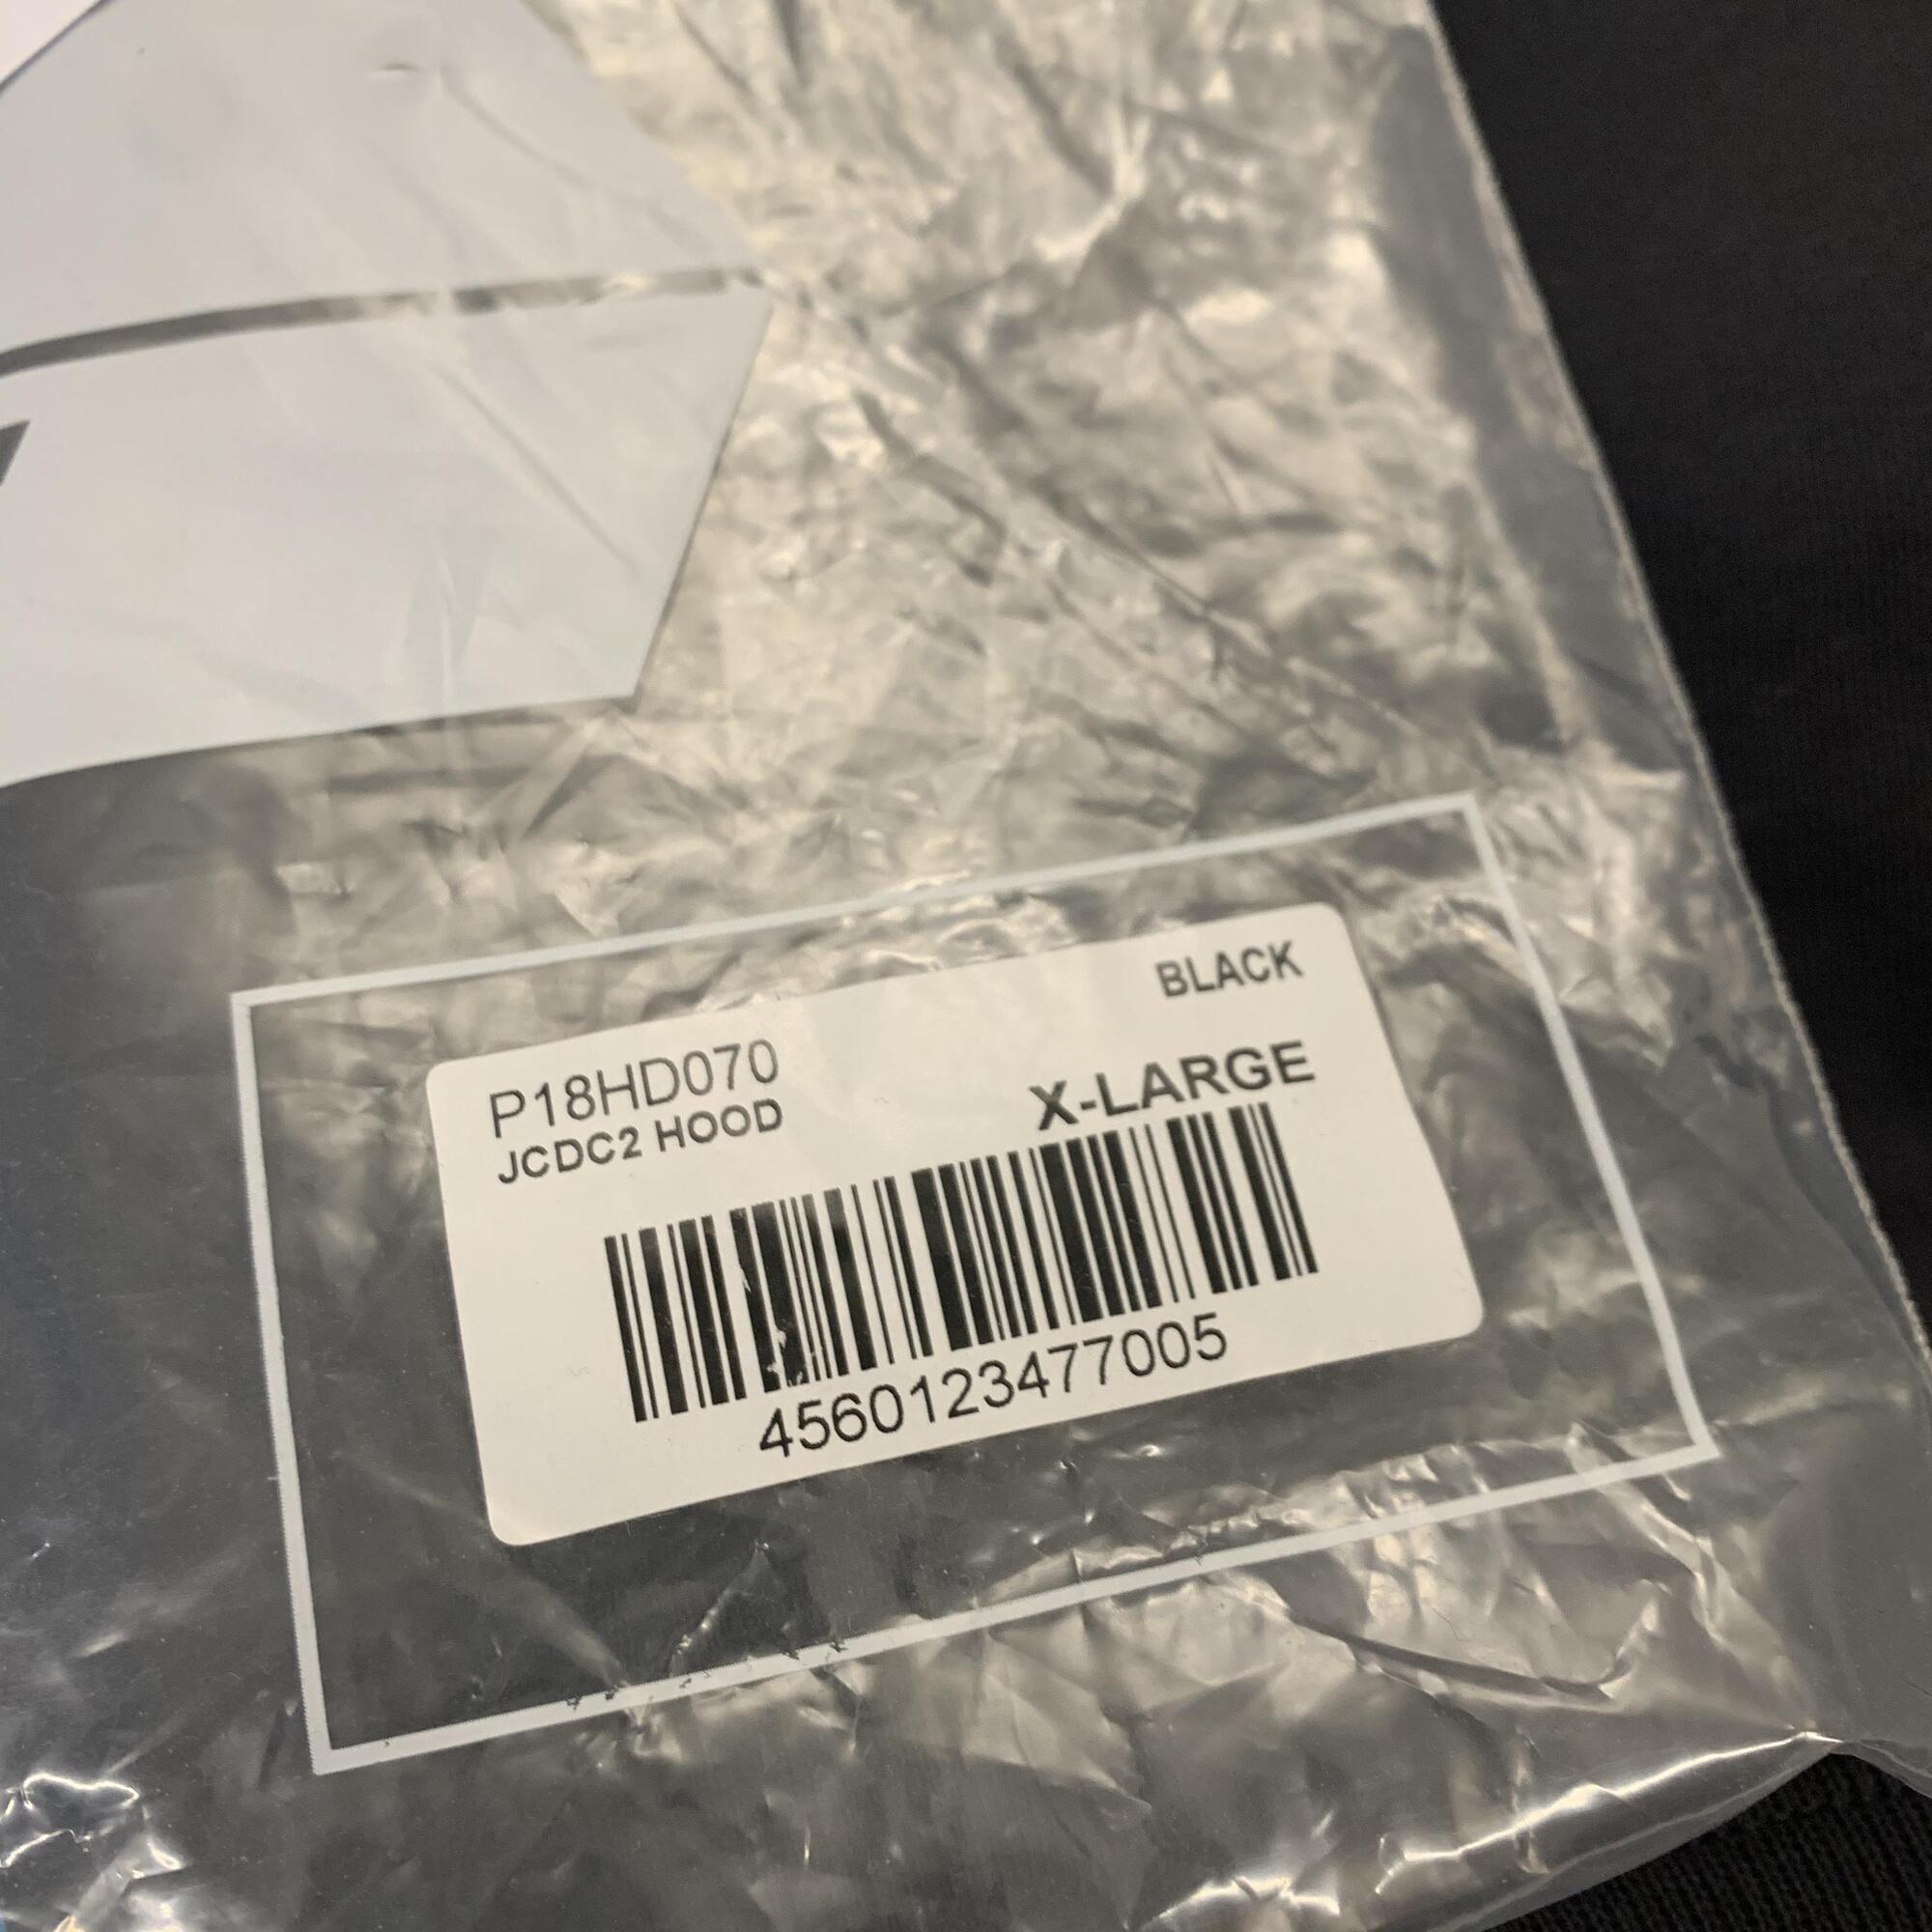 BLACK
P18HD070
X-LARGE
JCDC2 HOOD
4560123477005